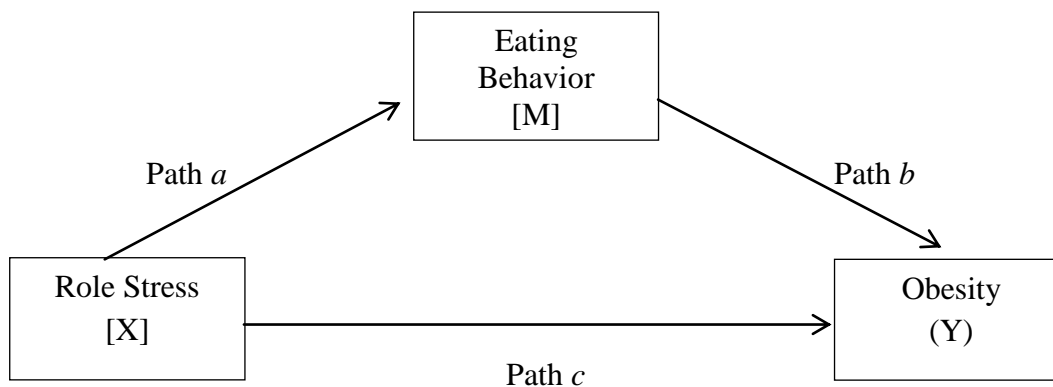 Eating
Behavior
[M]
Path a
Path b
Role Stress
[X]
Obesity
(Y)
Path c